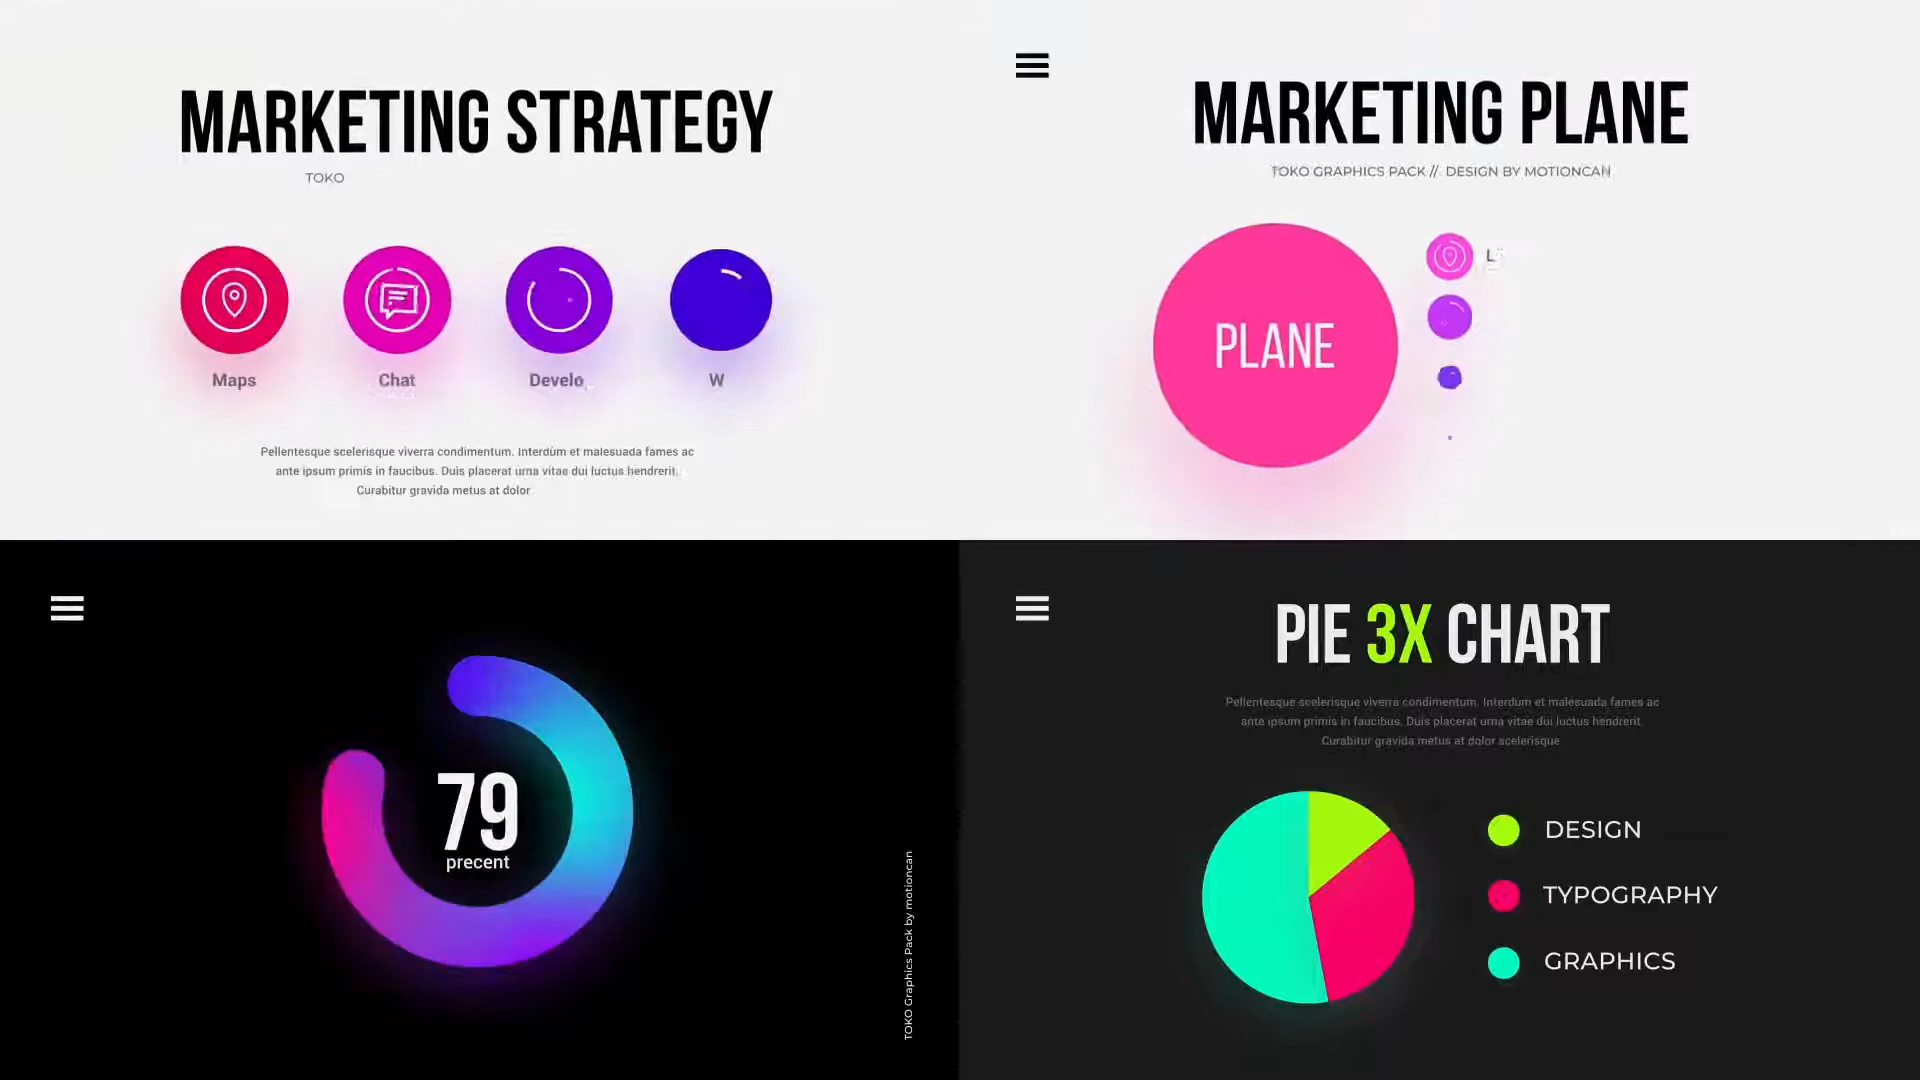 MARKETING STRATEGY
TOKO
Maps
Chat
Develo
W
Pellentesque scelerisque viverra condimentum. Interdum et malesuada fames ac
ante ipsum primis in faucibus. Duis placerat urna vitae dui luctus hendrerit.
Curabitur gravida metus at dolor
MARKETING PLANE
TOKO GRAPHICS PACK // DESIGN BY MOTIONCAN
PLANE
L
79
precent
TOKO Graphics Pack by motioncan
PIE 3X CHART
Pellentesque scelerisque viverra condimentum. Interdum et malesuada fames ac
ante ipsum primis in faucibus. Duis placerat urna vitae dui luctus hendrerit.
Curabitur gravida metus at dolor scelerisque
DESIGN
TYPOGRAPHY
GRAPHICS